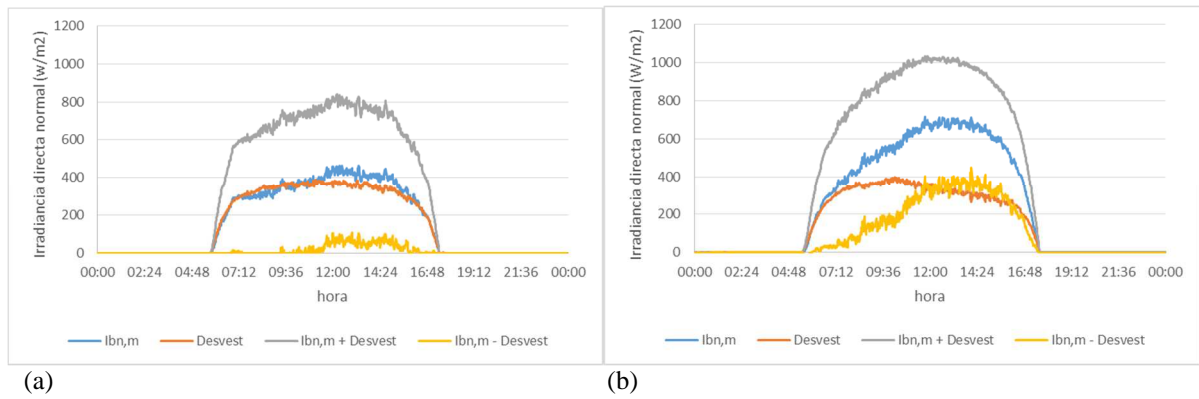 Irradiancia directa normal (w/m2)
1200
1000
800
600
400
200
0
00:00 02:24 04:48 07:12 09:36 12:00 14:24 16:48 19:12 21:36 00:00
hora
Ibn,m Desvest Ibn,m + Desvest Ibn,m - Desvest
(a)
Irradiancia directa normal (W/m2)
1200
1000
800
600
400
200
0
00:00 02:24 04:48 07:12 09:36 12:00 14:24 16:48 19:12 21:36 00:00
hora
Ibn,m Desvest Ibn,m + Desvest Ibn,m - Desvest
(b)